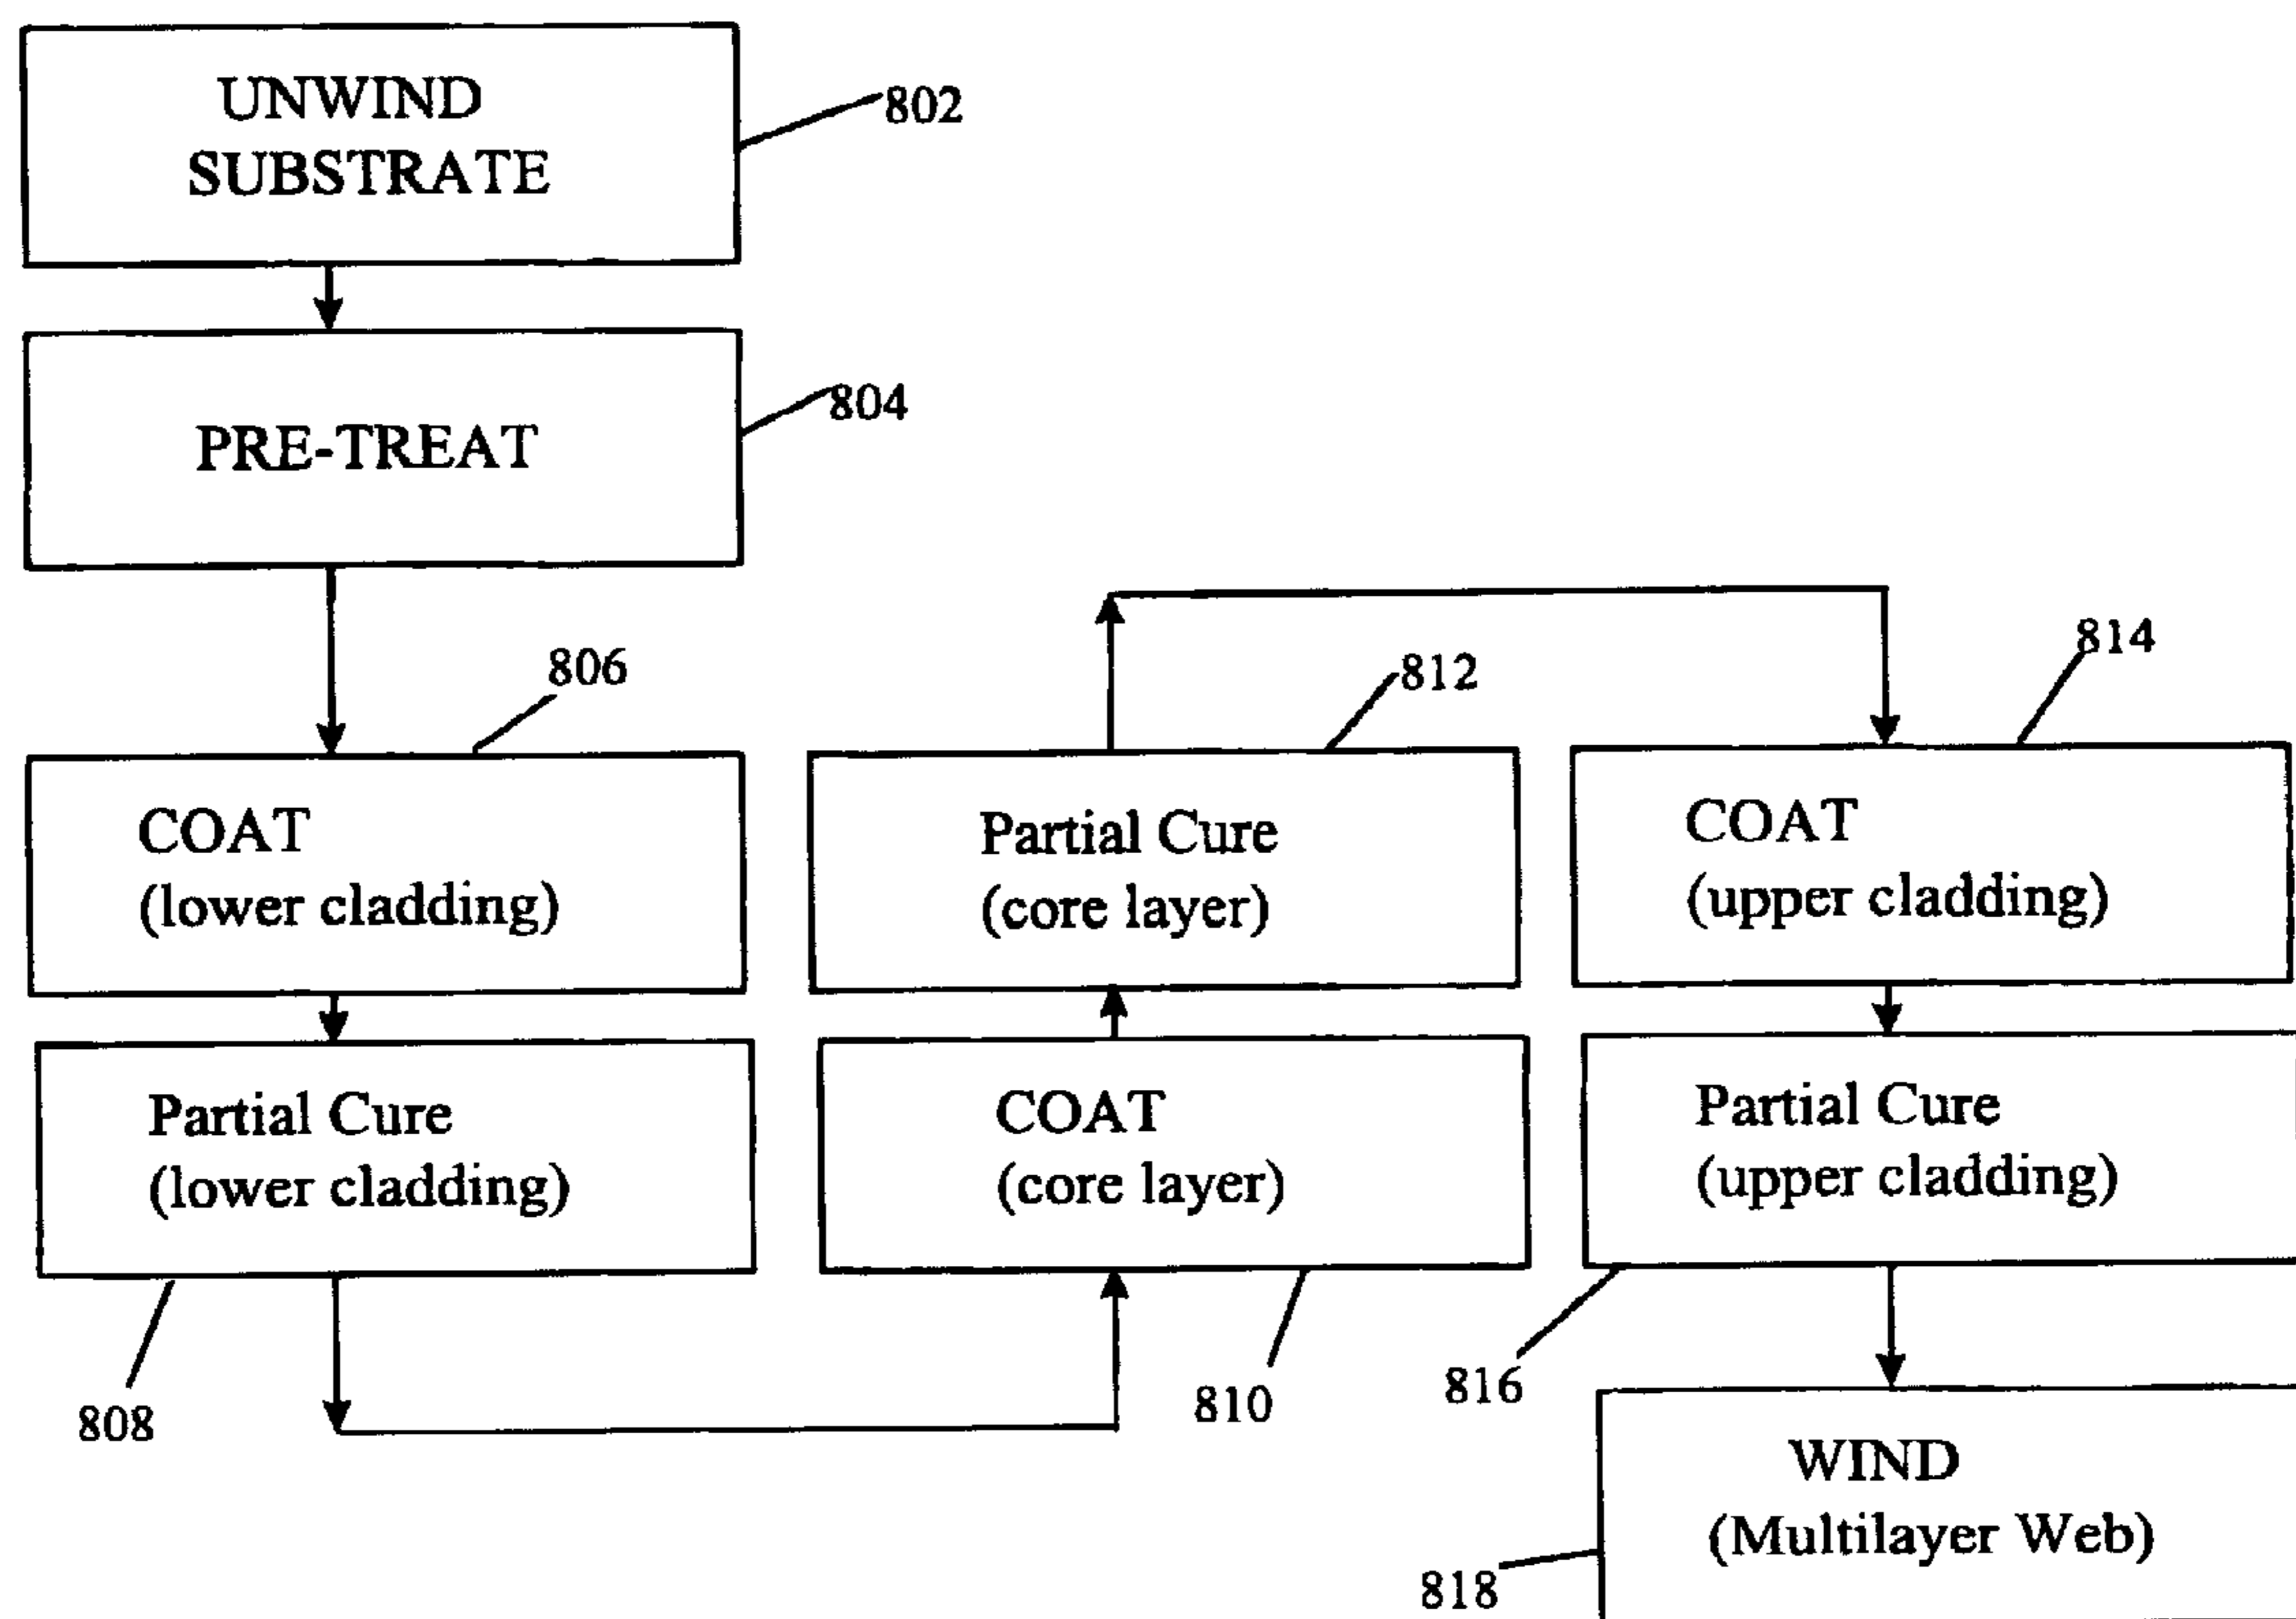 UNWIND
SUBSTRATE
802
PRE-TREAT
804
806
COAT
(lower cladding)
Partial Cure
(lower cladding)
808
COAT
(core layer)
810
Partial Cure
(core layer)
812
814
COAT
(upper cladding)
Partial Cure
(upper cladding)
816
WIND
(Multilayer Web)
818